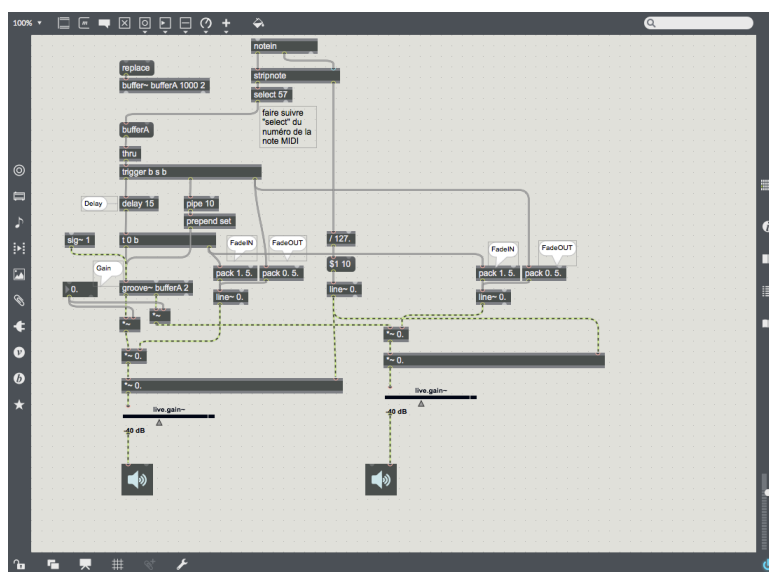 100%
notein
replace
stripnote
buffer~ bufferA 1000 2
select 57
faire suivre
"select" du
numéro de la
note MIDI
bufferA
thru
trigger b s b
Delay
delay 15
pipe 10
prepend set
sig~ 1
t 0 b
FadeIN
FadeOUT
/ 127.
FadeIN
FadeOUT
Gain
$1 10
pack 1. 5.
pack 0. 5.
pack 1. 5.
pack 0. 5.
0.
groove~ bufferA 2
line~ 0.
line~ 0.
line~ 0.
*~
*~
*~ 0.
*~ 0.
*~ 0.
*~ 0.
live.gain~
live.gain~
-40 dB
-40 dB